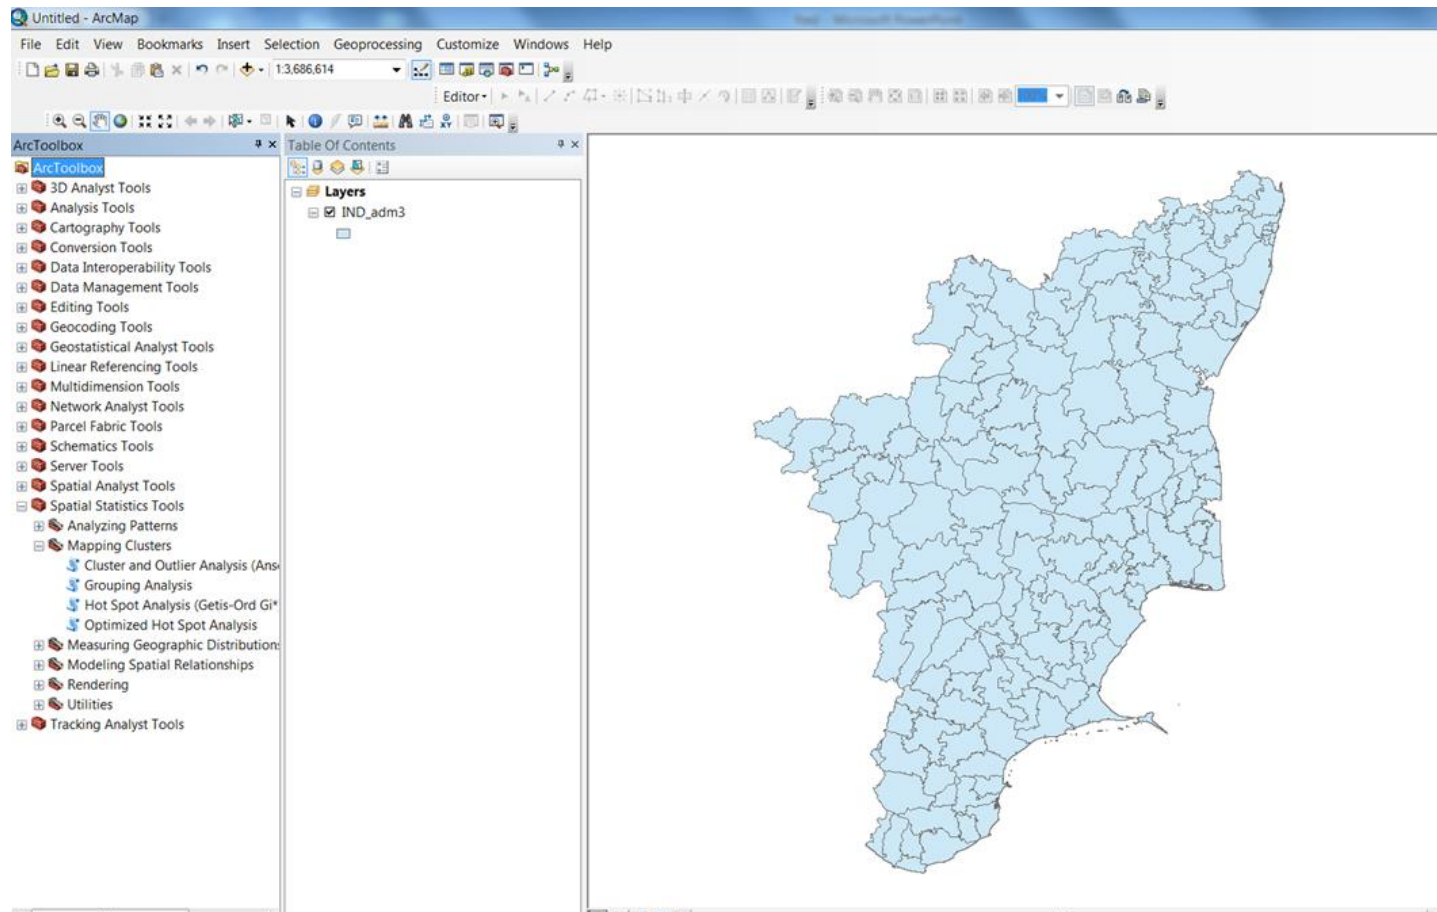 Untitled - ArcMap
File Edit View Bookmarks Insert Selection Geoprocessing Customize Windows Help
1:3,686,614
Editor
100%
ArcToolbox
Table Of Contents
ArcToolbox
3D Analyst Tools
Layers
Analysis Tools
IND_adm3
Cartography Tools
Conversion Tools
Data Interoperability Tools
Data Management Tools
Editing Tools
Geocoding Tools
Geostatistical Analyst Tools
Linear Referencing Tools
Multidimension Tools
Network Analyst Tools
Parcel Fabric Tools
Schematics Tools
Server Tools
Spatial Analyst Tools
Spatial Statistics Tools
Analyzing Patterns
Mapping Clusters
Cluster and Outlier Analysis (Ans
Grouping Analysis
Hot Spot Analysis (Getis-Ord Gi*
Optimized Hot Spot Analysis
Measuring Geographic Distribution
Modeling Spatial Relationships
Rendering
Utilities
Tracking Analyst Tools